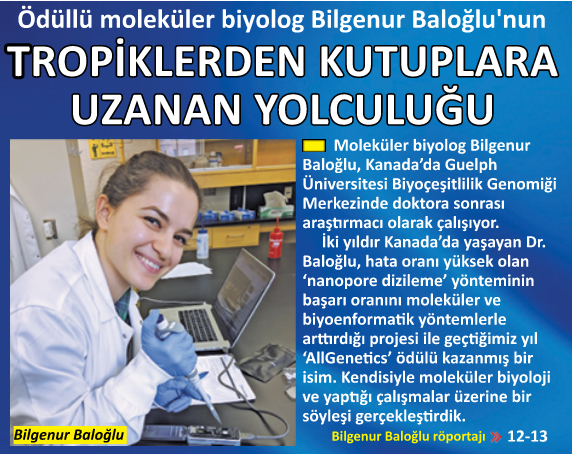 Ödüllü moleküler biyolog Bilgenur Baloğlu'nun
TROPİKLERDEN KUTUPLARA
UZANAN YOLCULUĞU
Moleküler biyolog Bilgenur
Baloğlu, Kanada’da Guelph
Üniversitesi Biyoçeşitlilik Genomiği
Merkezinde doktora sonrası
araştırmacı olarak çalışıyor.
İki yıldır Kanada’da yaşayan Dr.
Baloğlu, hata oranı yüksek olan
‘nanopore dizileme’ yönteminin
başarı oranını moleküler ve
biyoenformatik yöntemlerle
arttırdığı projesi ile geçtiğimiz yıl
‘AllGenetics’ ödülü kazanmış bir
isim. Kendisiyle moleküler biyoloji
ve yaptığı çalışmalar üzerine bir
söyleşi gerçekleştirdik.
Bilgenur Baloğlu
Bilgenur Baloğlu röportajı » 12-13